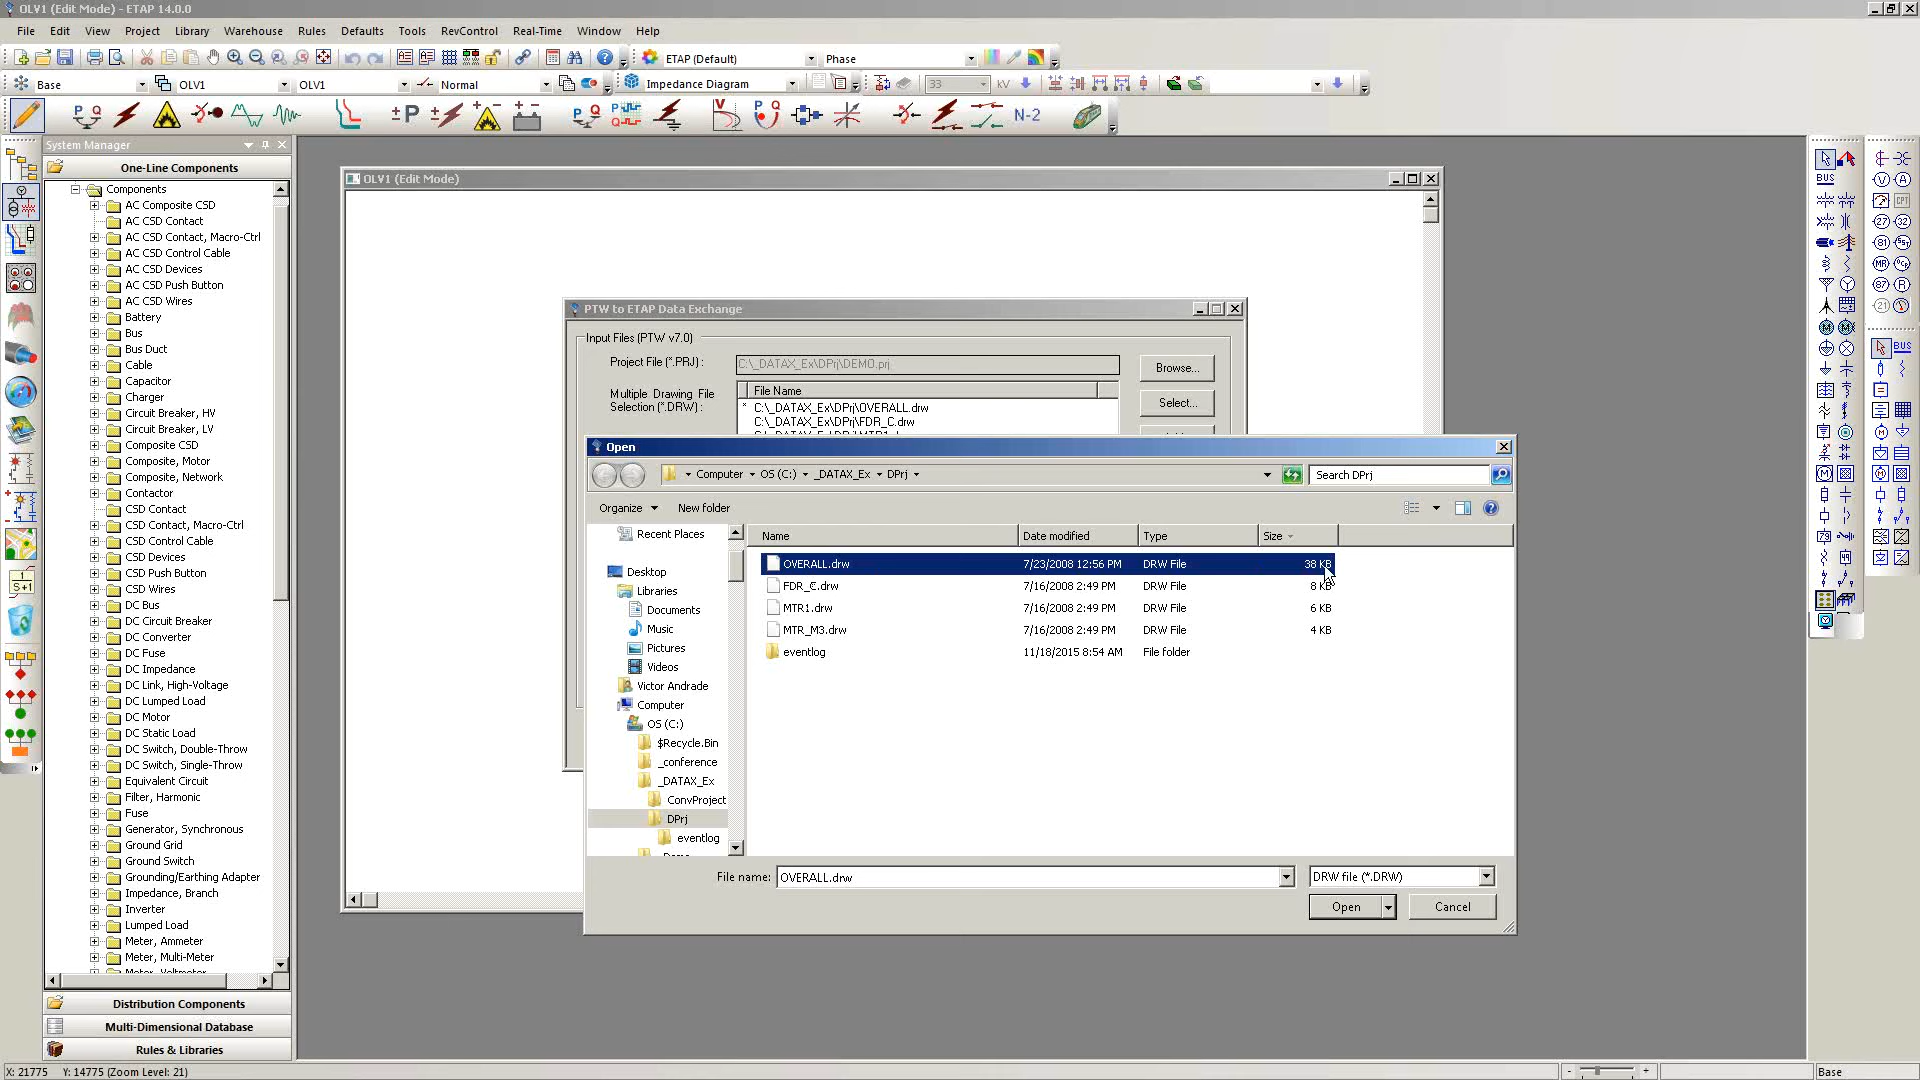 OLV1 (Edit Mode) - ETAP 14.0.0
File Edit View Project Library Warehouse Rules Defaults Tools RevControl Real-Time Window Help
ETAP (Default) Phase
Base OLV1 OLV1 Normal Impedance Diagram 33 kV
N-2
System Manager
One-Line Components
Components
AC Composite CSD
AC CSD Contact
AC CSD Contact, Macro-Ctrl
AC CSD Control Cable
AC CSD Devices
AC CSD Push Button
AC CSD Wires
Battery
Bus
Bus Duct
Cable
Capacitor
Charger
Circuit Breaker, HV
Circuit Breaker, LV
Composite CSD
Composite, Motor
Composite, Network
Contactor
CSD Contact
CSD Contact, Macro-Ctrl
CSD Control Cable
CSD Devices
CSD Push Button
CSD Wires
DC Bus
DC Circuit Breaker
DC Converter
DC Fuse
DC Impedance
DC Link, High-Voltage
DC Lumped Load
DC Motor
DC Static Load
DC Switch, Double-Throw
DC Switch, Single-Throw
Equivalent Circuit
Filter, Harmonic
Fuse
Generator, Synchronous
Ground Grid
Ground Switch
Grounding/Earthing Adapter
Impedance, Branch
Inverter
Lumped Load
Meter, Ammeter
Meter, Multi-Meter
Meter, Voltmeter
Distribution Components
Multi-Dimensional Database
Rules & Libraries
OLV1 (Edit Mode)
PTW to ETAP Data Exchange
Input Files (PTW v7.0)
Project File (*.PRJ) : C:\_DATAX_Ex\DPrj\DEMO.prj Browse...
Multiple Drawing File Selection (*.DRW) :
File Name
* C:\_DATAX_Ex\DPrj\OVERALL.drw Select...
C:\_DATAX_Ex\DPrj\FDR_C.drw
Open
Computer OS (C:) _DATAX_Ex DPrj Search DPrj
Organize New folder
Recent Places
Desktop
Libraries
Documents
Music
Pictures
Videos
Victor Andrade
Computer
OS (C:)
$Recycle.Bin
_conference
_DATAX_Ex
ConvProject
DPrj
eventlog
Name Date modified Type Size
OVERALL.drw 7/23/2008 12:56 PM DRW File 38 KB
FDR_C.drw 7/16/2008 2:49 PM DRW File 8 KB
MTR1.drw 7/16/2008 2:49 PM DRW File 6 KB
MTR_M3.drw 7/16/2008 2:49 PM DRW File 4 KB
eventlog 11/18/2015 8:54 AM File folder
File name: OVERALL.drw DRW file (*.DRW)
Open Cancel
BUS
BUS
X: 21775 Y: 14775 (Zoom Level: 21) Base